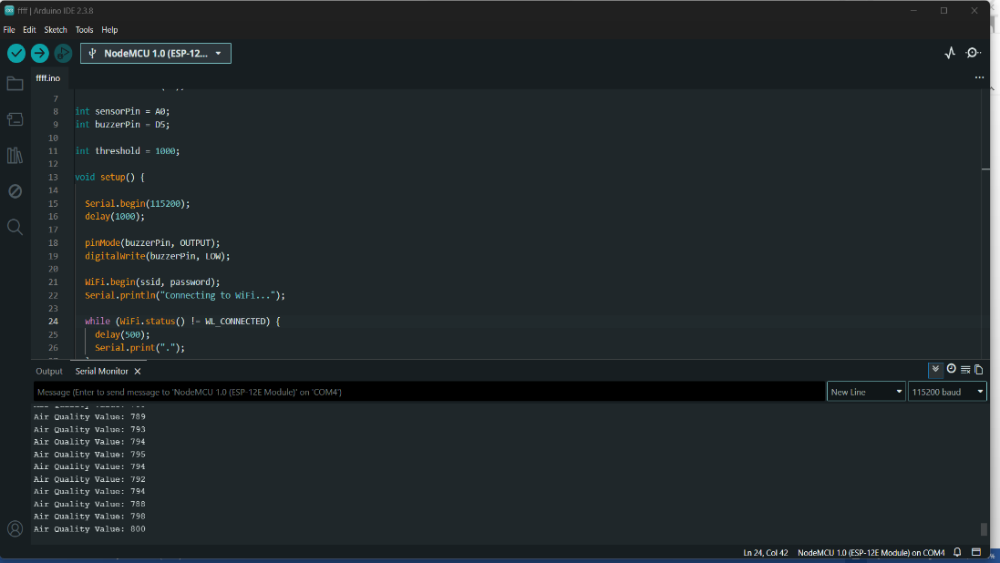 ffff | Arduino IDE 2.3.8
File Edit Sketch Tools Help
NodeMCU 1.0 (ESP-12...
ffff.ino
7
8 int sensorPin = A0;
9 int buzzerPin = D5;
10
11 int threshold = 1000;
12
13 void setup() {
14
15 Serial.begin(115200);
16 delay(1000);
17
18 pinMode(buzzerPin, OUTPUT);
19 digitalWrite(buzzerPin, LOW);
20
21 WiFi.begin(ssid, password);
22 Serial.println("Connecting to WiFi...");
23
24 while (WiFi.status() != WL_CONNECTED) {
25 delay(500);
26 Serial.print(".");
Output Serial Monitor
Message (Enter to send message to 'NodeMCU 1.0 (ESP-12E Module)' on 'COM4') New Line 115200 baud
Air Quality Value: 789
Air Quality Value: 793
Air Quality Value: 794
Air Quality Value: 795
Air Quality Value: 794
Air Quality Value: 792
Air Quality Value: 794
Air Quality Value: 788
Air Quality Value: 798
Air Quality Value: 800
Ln 24, Col 42 NodeMCU 1.0 (ESP-12E Module) on COM4